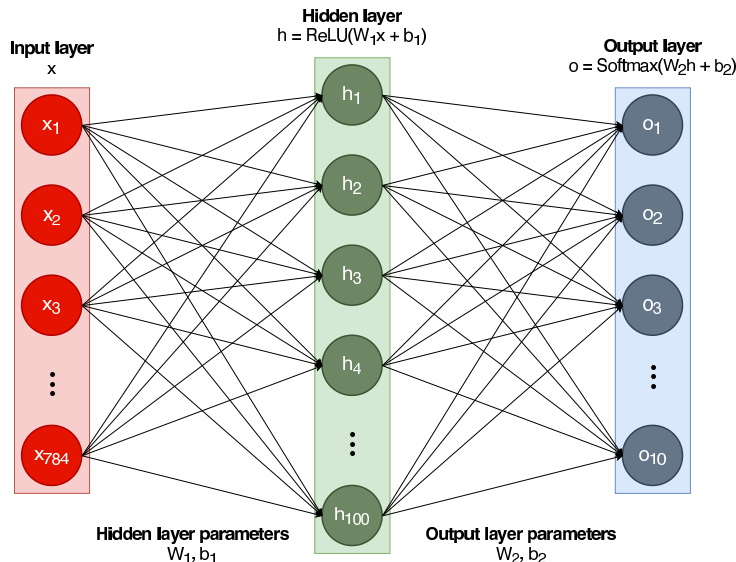 Hidden layer
h = ReLU(W₁x + b₁)
Input layer
x
Output layer
o = Softmax(W₂h + b₂)
x₁
x₂
x₃
x₇₈₄
h₁
h₂
h₃
h₄
h₁₀₀
o₁
o₂
o₃
o₁₀
Hidden layer parameters
W₁, b₁
Output layer parameters
W₂, b₂